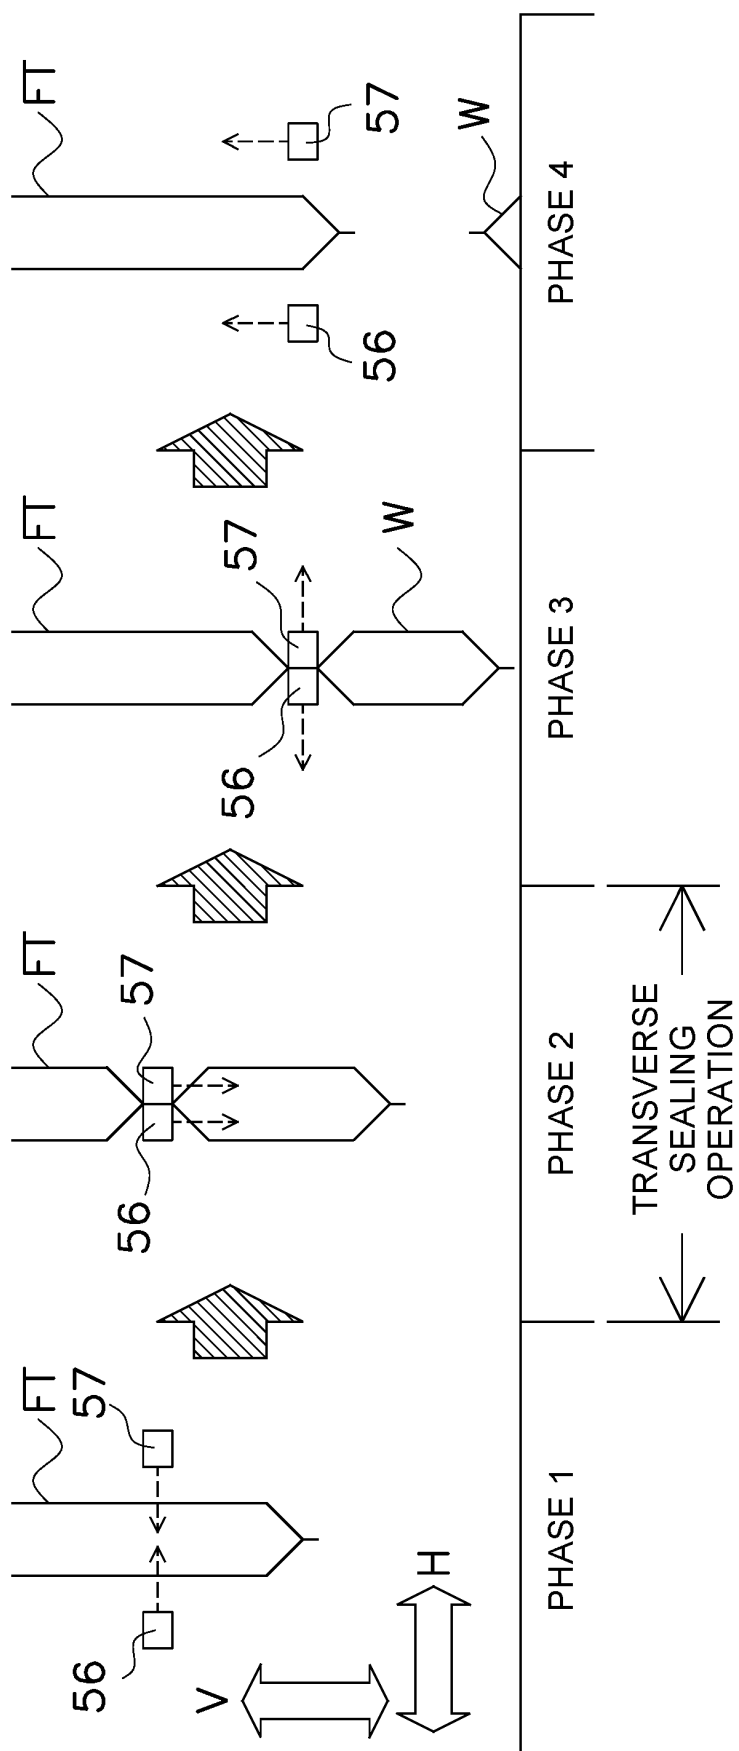 FT
57
56
V
H
PHASE 1
FT
57
56
PHASE 2
TRANSVERSE
SEALING
OPERATION
FT
57
56
W
PHASE 3
FT
57
56
W
PHASE 4